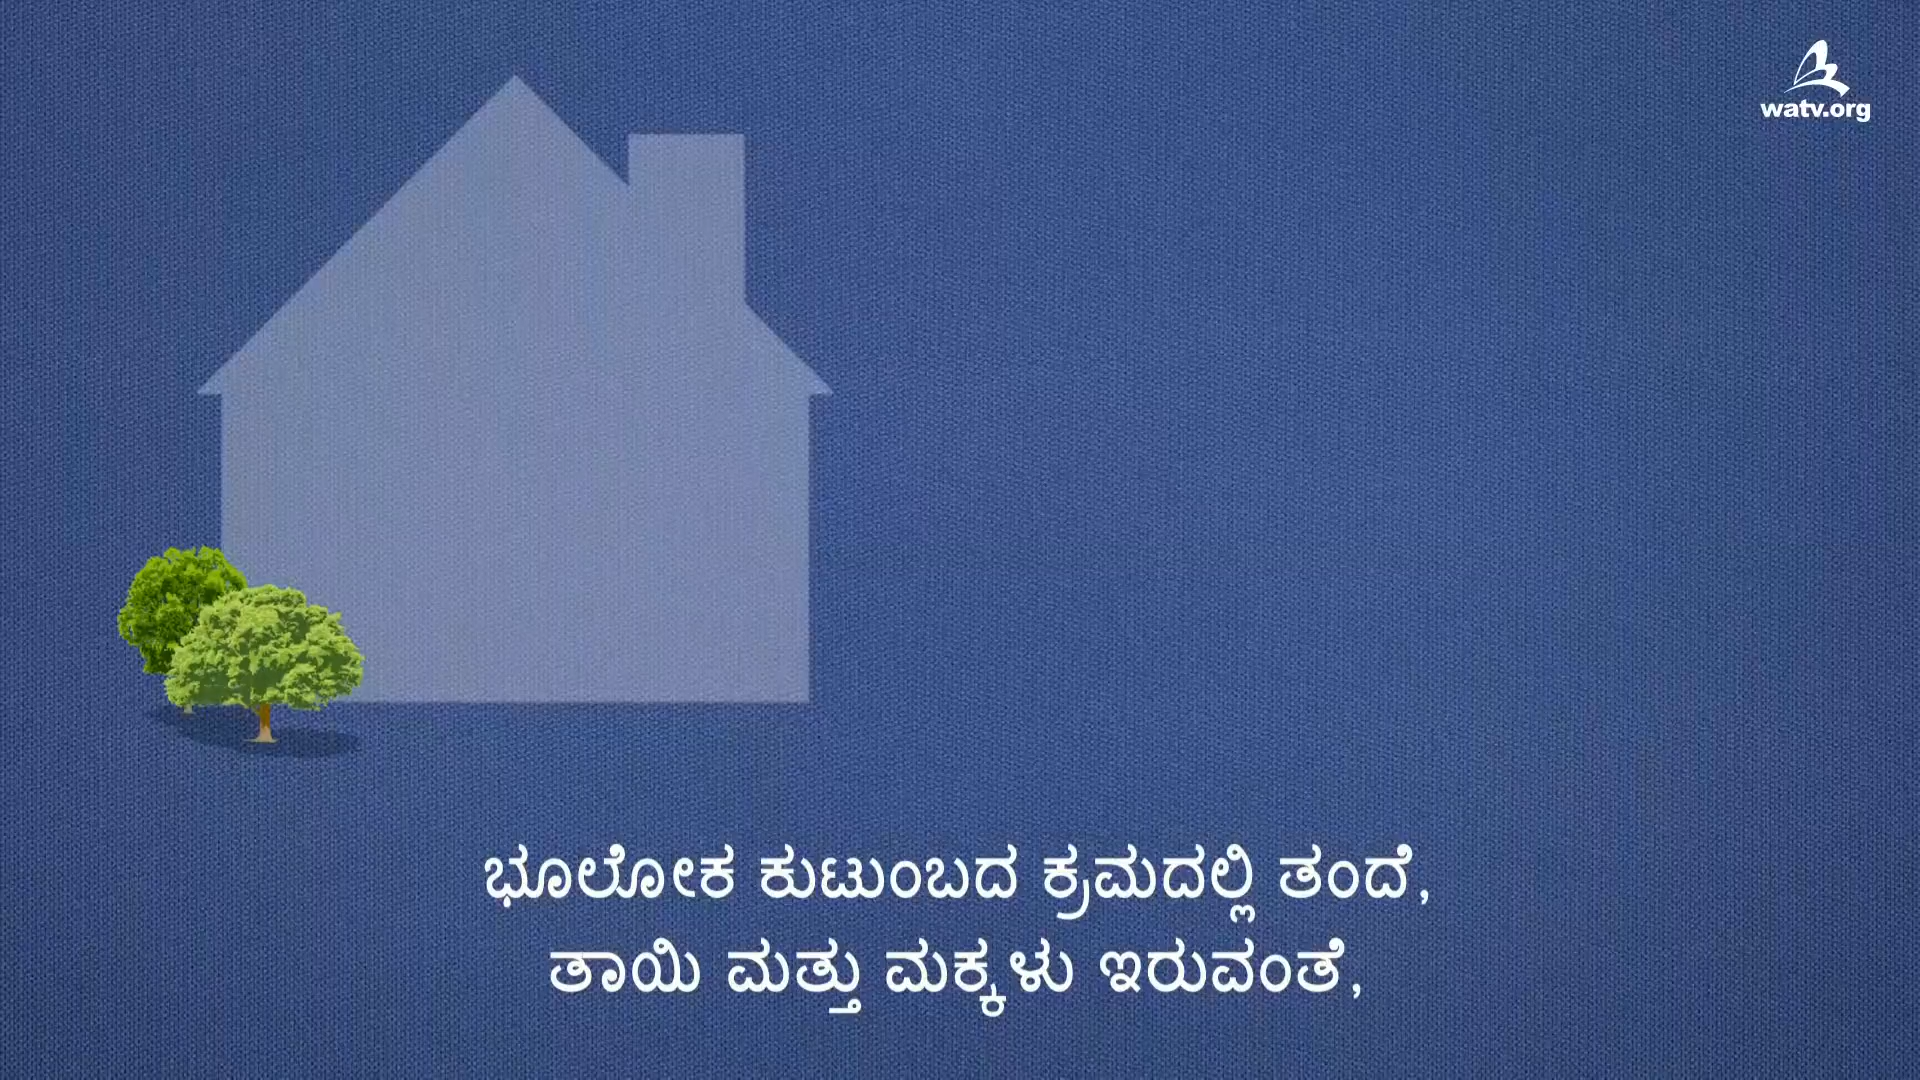 watv.org
ಭೂಲೋಕ ಕುಟುಂಬದ ಕ್ರಮದಲ್ಲಿ ತಂದೆ,
ತಾಯಿ ಮತ್ತು ಮಕ್ಕಳು ಇರುವಂತೆ,